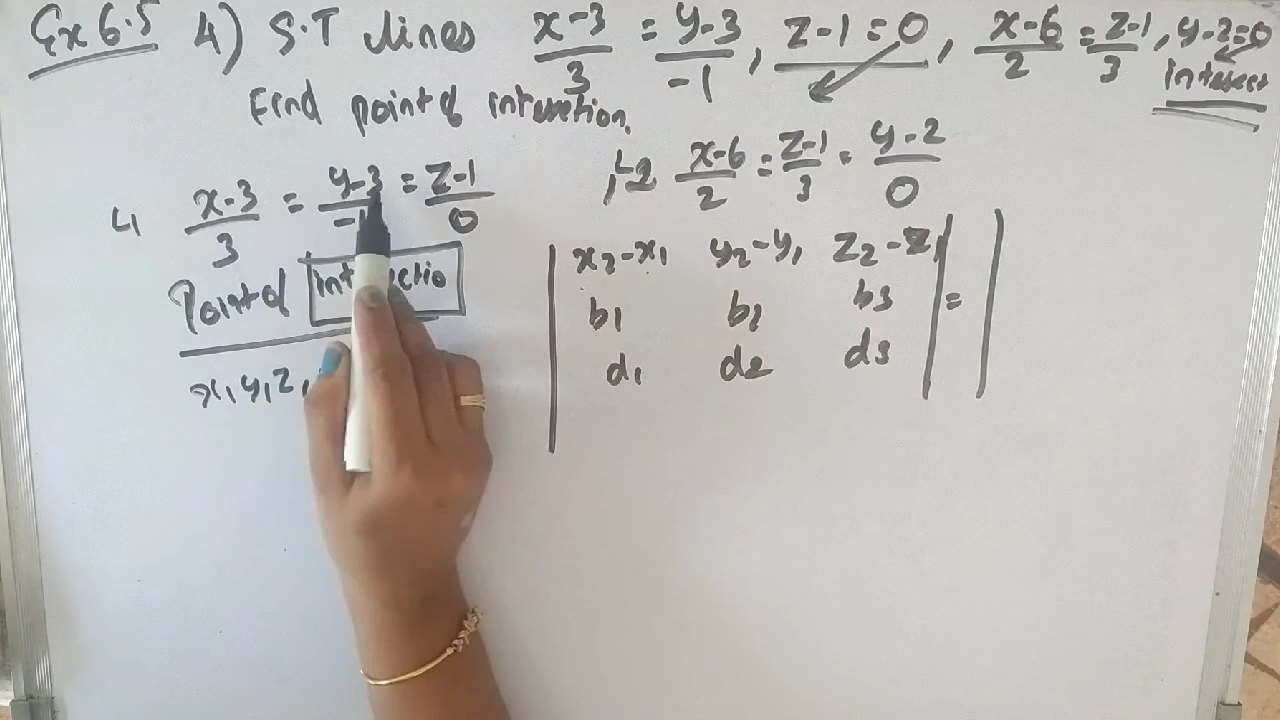 Ex 6.5 4) S.T lines x-3/3 = y-3/-1, z-1=0, x-6/2 = z-1/3, y-2=0
intersect
Find point of intersection.
L1 x-3/3 = y-3/-1 = z-1/0
L2 x-6/2 = z-1/3 = y-2/0
Point of
x1 y1 z1
| x2-x1 y2-y1 z2-z1 | = |
b1 b2 b3
d1 d2 d3